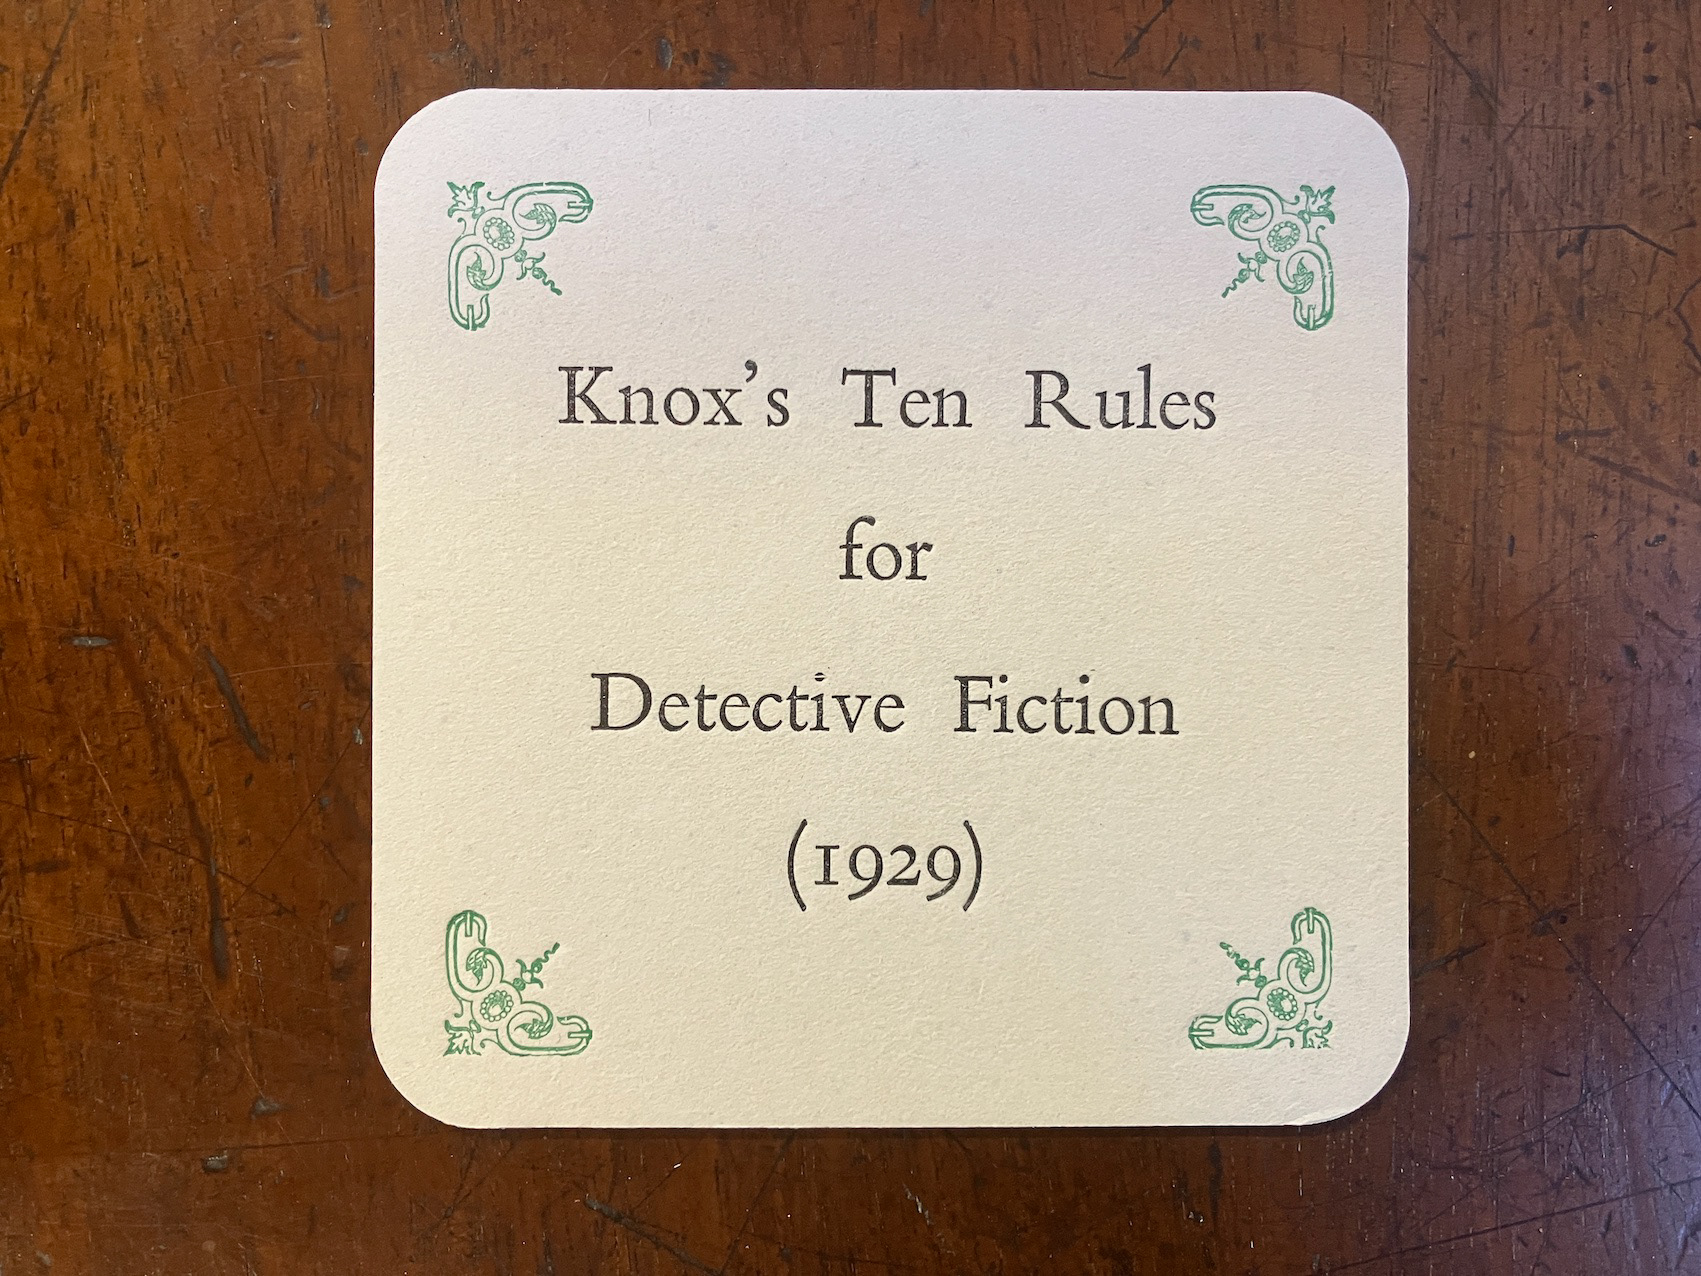 Knox’s Ten Rules
for
Detective Fiction
(1929)